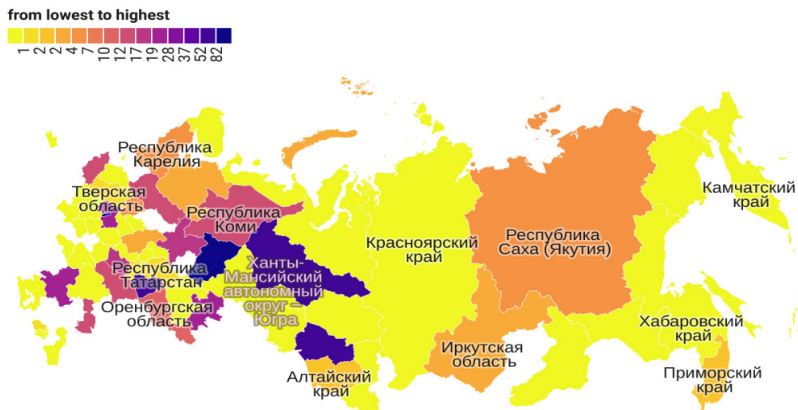 from lowest to highest
1 2 2 4 7 10 12 17 19 28 37 52 82
Республика
Карелия
Тверская
область
Республика
Коми
Камчатский
край
Красноярский
край
Республика
Саха (Якутия)
Республика
Татарстан
Ханты-
Мансийский
автономный
округ –
Югра
Оренбургская
область
Хабаровский
край
Иркутская
область
Алтайский
край
Приморский
край